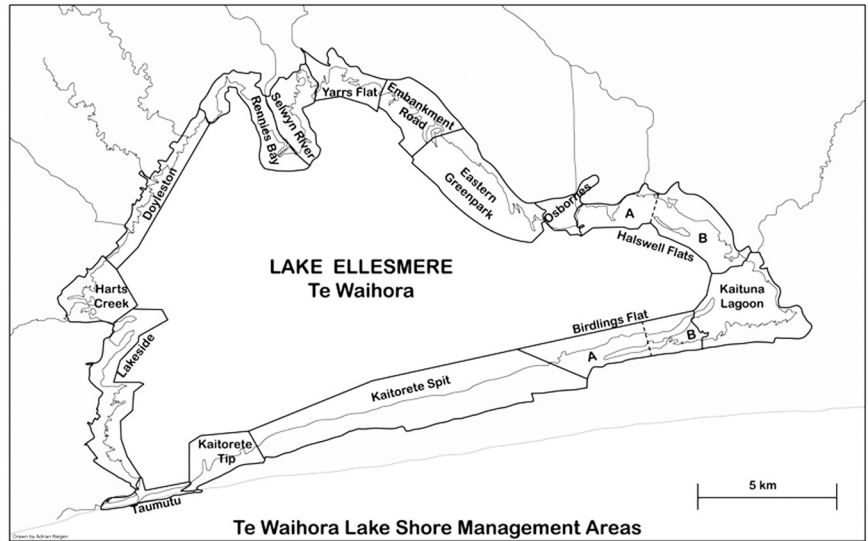 Yarrs Flat
Embankment
Road
Selwyn River
Rennies Bay
Doyleston
Eastern
Greenpark
Osbornes
A
B
Halswell Flats
LAKE ELLESMERE
Te Waihora
Harts
Creek
Kaituna
Lagoon
Birdlings Flat
A
B
Lakeside
Kaitorete Spit
Kaitorete
Tip
Taumutu
5 km
Te Waihora Lake Shore Management Areas
Drawn by Adrian Riegen